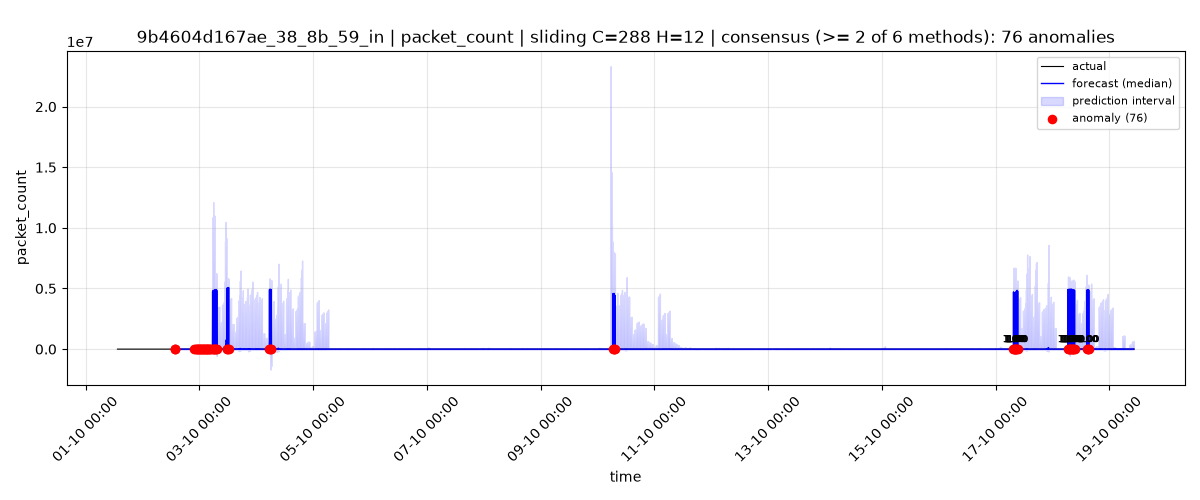 9b4604d167ae_38_8b_59_in | packet_count | sliding C=288 H=12 | consensus (>= 2 of 6 methods): 76 anomalies
1e7
actual
forecast (median)
prediction interval
anomaly (76)
2.0
1.5
1.0
0.5
0.0
packet_count
01-10 00:00
03-10 00:00
05-10 00:00
07-10 00:00
09-10 00:00
11-10 00:00
13-10 00:00
15-10 00:00
17-10 00:00
19-10 00:00
time